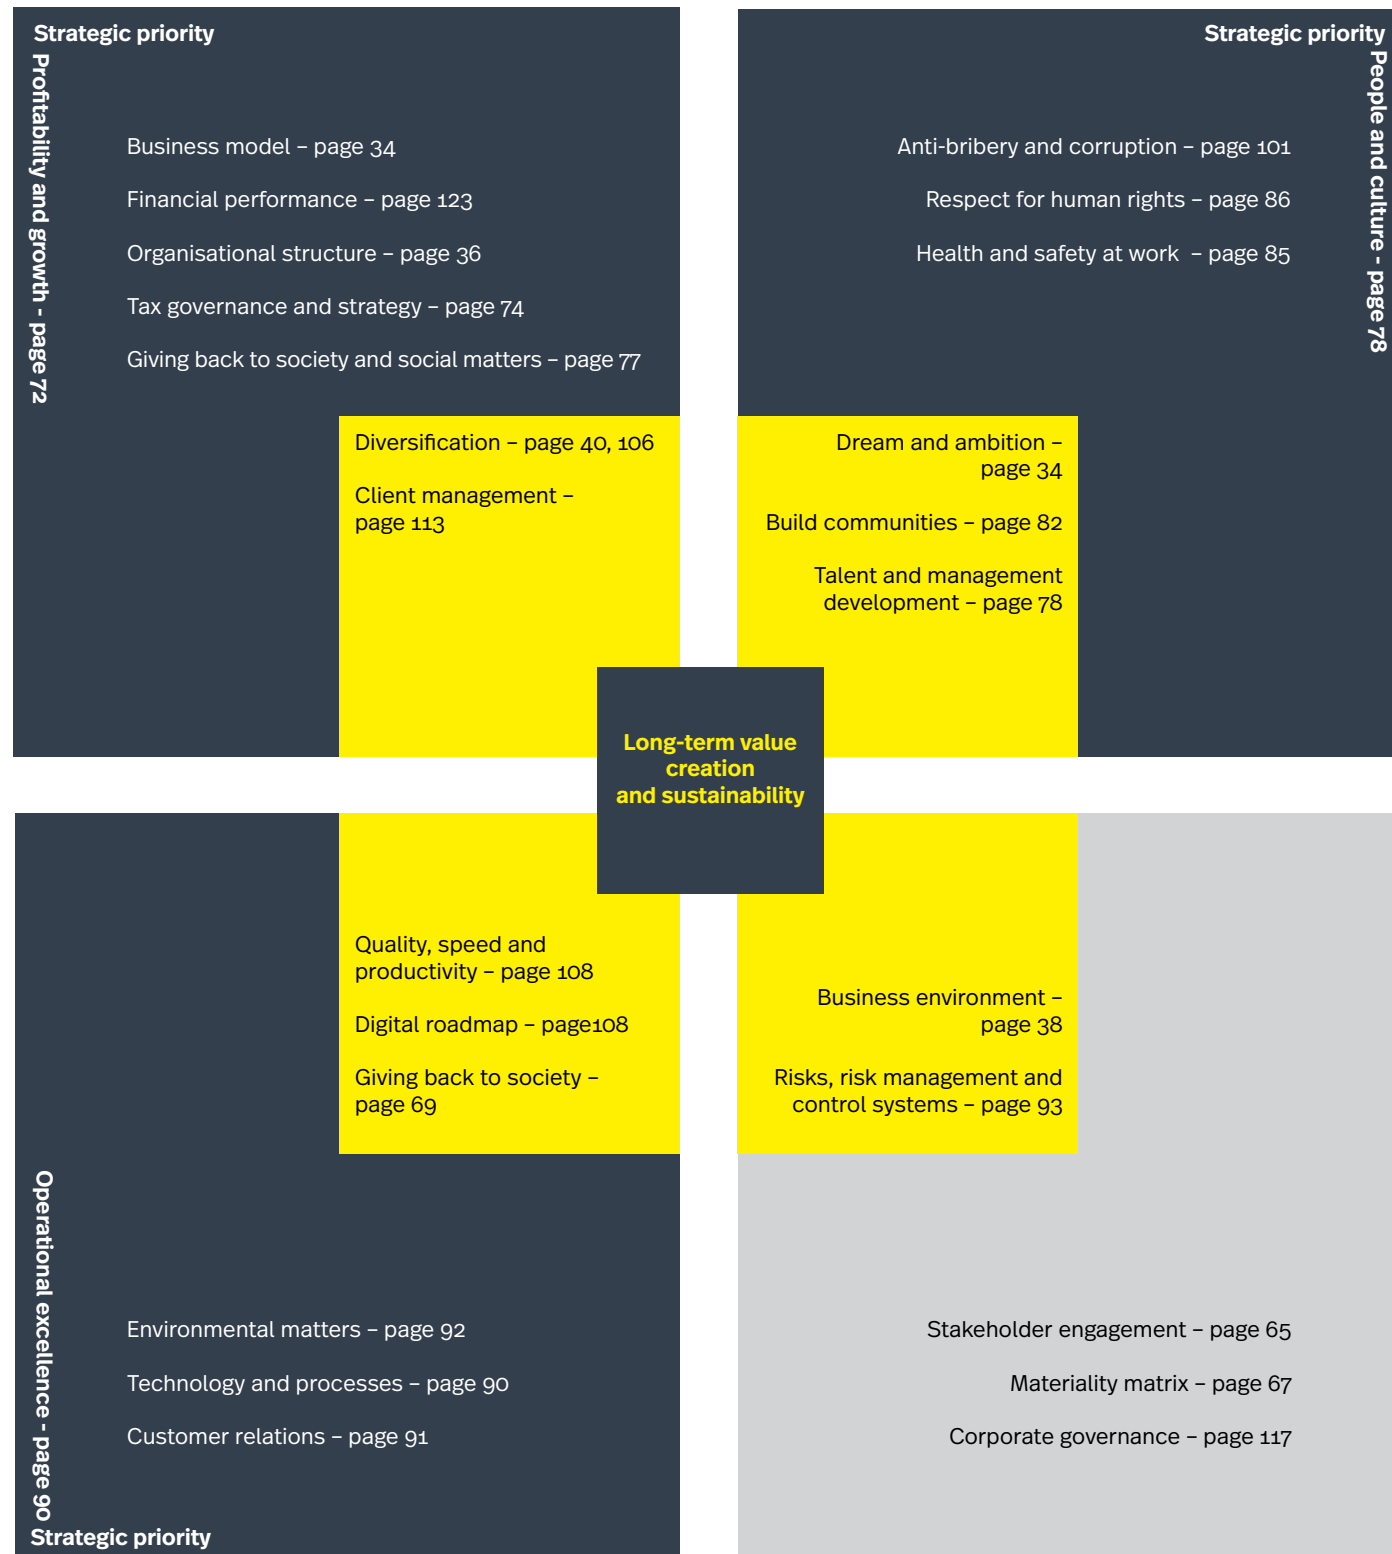 Strategic priority
Profitability and growth - page 72
Business model – page 34
Financial performance – page 123
Organisational structure – page 36
Tax governance and strategy – page 74
Giving back to society and social matters – page 77
Diversification – page 40, 106
Client management –
page 113
Strategic priority
People and culture - page 78
Anti-bribery and corruption – page 101
Respect for human rights – page 86
Health and safety at work – page 85
Dream and ambition –
page 34
Build communities – page 82
Talent and management
development – page 78
Long-term value
creation
and sustainability
Quality, speed and
productivity – page 108
Digital roadmap – page108
Giving back to society –
page 69
Operational excellence - page 90
Environmental matters – page 92
Technology and processes – page 90
Customer relations – page 91
Strategic priority
Business environment –
page 38
Risks, risk management and
control systems – page 93
Stakeholder engagement – page 65
Materiality matrix – page 67
Corporate governance – page 117